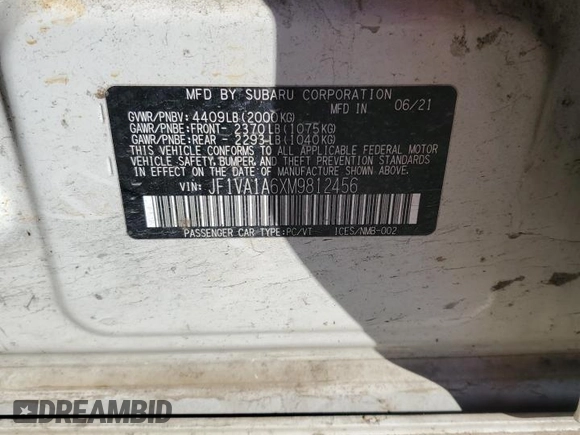 MFD BY SUBARU CORPORATION
MFD IN 06/21
GVWR/PNBV: 4409LB(2000KG)
GAWR/PNBE:FRONT- 2370LB(1075KG)
GAWR/PNBE:REAR - 2293LB(1040KG)
THIS VEHICLE CONFORMS TO ALL APPLICABLE FEDERAL MOTOR
VEHICLE SAFETY, BUMPER, AND THEFT PREVENTION STANDARDS
IN EFFECT ON THE DATE OF MANUFACTURE SHOWN ABOVE.
VIN: JF1VA1A6XM9812456
PASSENGER CAR TYPE:PC/VT ICES/NMB-002
DREAMBID